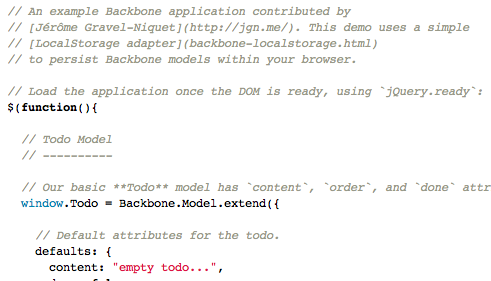 // An example Backbone application contributed by
// [Jérôme Gravel-Niquet](http://jgn.me/). This demo uses a simple
// [LocalStorage adapter](backbone-localstorage.html)
// to persist Backbone models within your browser.
// Load the application once the DOM is ready, using `jQuery.ready`:
$(function(){
// Todo Model
// ----------
// Our basic **Todo** model has `content`, `order`, and `done` attr
window.Todo = Backbone.Model.extend({
// Default attributes for the todo.
defaults: {
content: "empty todo...",